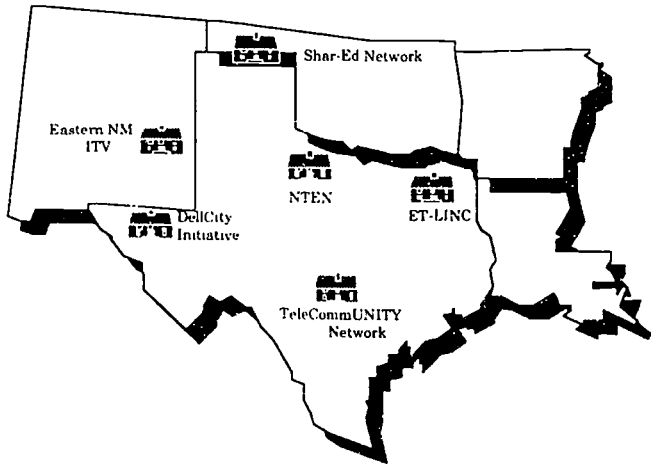 Shar-Ed Network
Eastern NM
ITV
NTEN
ET-LINC
DellCity
Initiative
TeleCommUNITY
Network